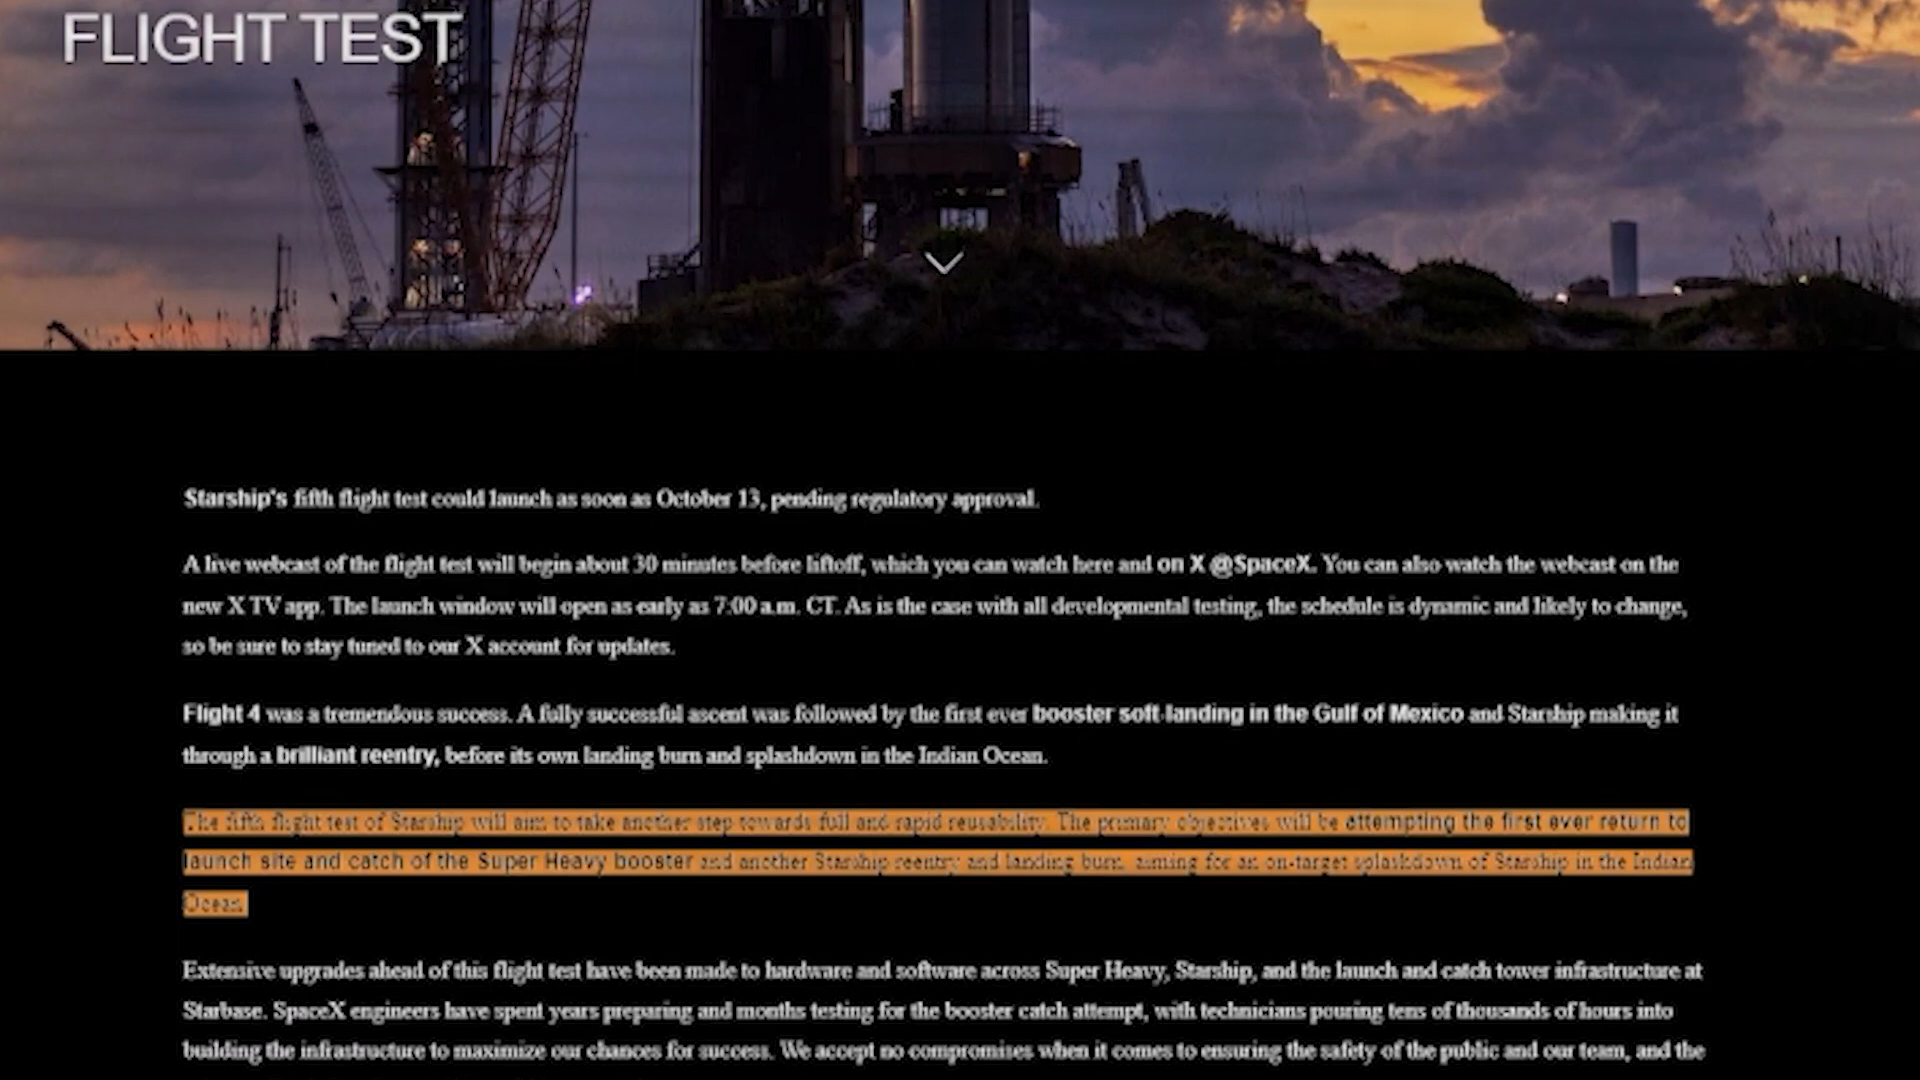 FLIGHT TEST
Starship's fifth flight test could launch as soon as October 13, pending regulatory approval.
A live webcast of the flight test will begin about 30 minutes before liftoff, which you can watch here and on X @SpaceX. You can also watch the webcast on the
new X TV app. The launch window will open as early as 7:00 a.m. CT. As is the case with all developmental testing, the schedule is dynamic and likely to change,
so be sure to stay tuned to our X account for updates.
Flight 4 was a tremendous success. A fully successful ascent was followed by the first ever booster soft-landing in the Gulf of Mexico and Starship making it
through a brilliant reentry, before its own landing burn and splashdown in the Indian Ocean.
The fifth flight test of Starship will aim to take another step towards full and rapid reusability. The primary objectives will be attempting the first ever return to
launch site and catch of the Super Heavy booster and another Starship reentry and landing burn, aiming for an on-target splashdown of Starship in the Indian
Ocean.
Extensive upgrades ahead of this flight test have been made to hardware and software across Super Heavy, Starship, and the launch and catch tower infrastructure at
Starbase. SpaceX engineers have spent years preparing and months testing for the booster catch attempt, with technicians pouring tens of thousands of hours into
building the infrastructure to maximize our chances for success. We accept no compromises when it comes to ensuring the safety of the public and our team, and the